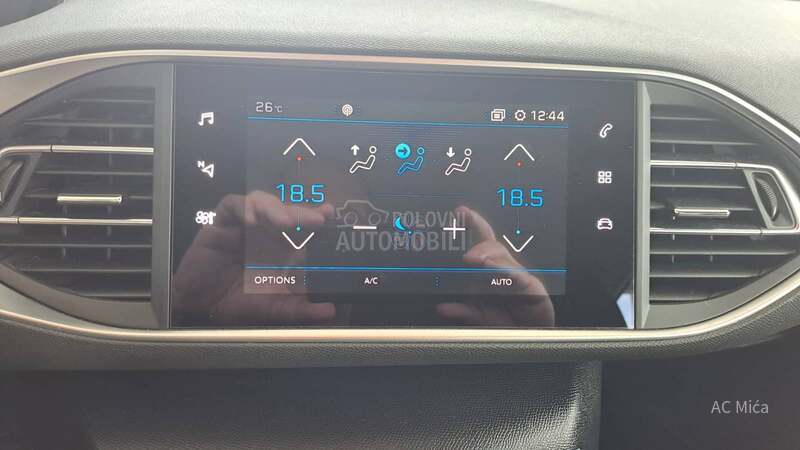 26°C
12:44
N
18.5
18.5
POLOVNI
AUTOMOBILI
OPTIONS
A/C
AUTO
AC Mića